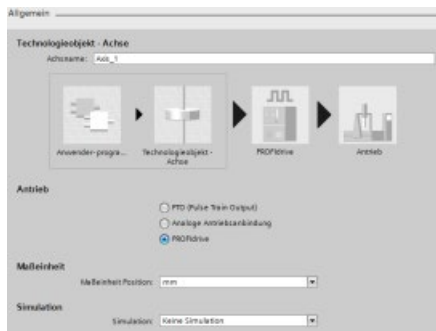 Allgemein
Technologieobjekt - Achse
Achsname: Axis_1
Anwender-progra...
Technologieobjekt - Achse
PROFIdrive
Antrieb
Antrieb
PTO (Pulse Train Output)
Analoge Antriebsanbindung
PROFIdrive
Maßeinheit
Maßeinheit Position: mm
Simulation
Simulation: Keine Simulation